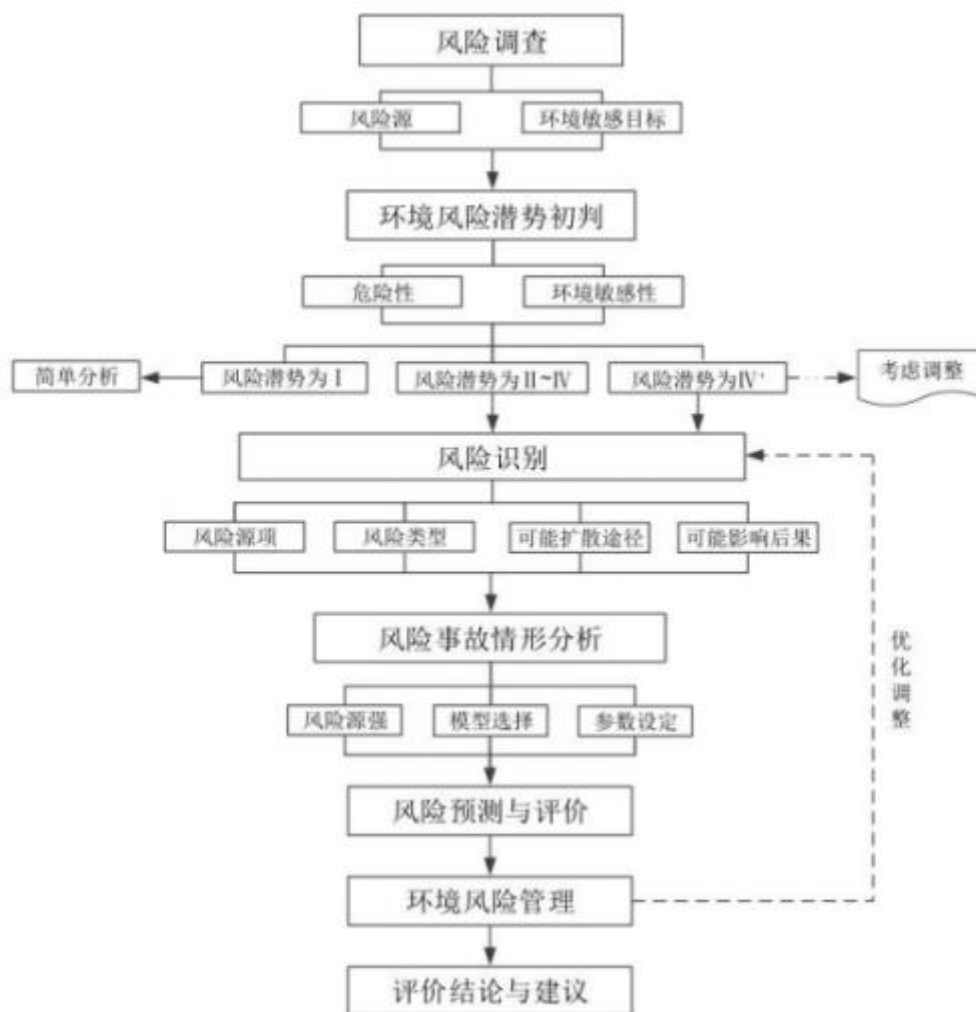 风险调查
风险源
环境敏感目标
环境风险潜势初判
危险性
环境敏感性
简单分析
风险潜势为Ⅰ
风险潜势为Ⅱ~Ⅳ
风险潜势为Ⅳ⁺
考虑调整
风险识别
风险源项
风险类型
可能扩散途径
可能影响后果
风险事故情形分析
优化调整
风险源强
模型选择
参数设定
风险预测与评价
环境风险管理
评价结论与建议